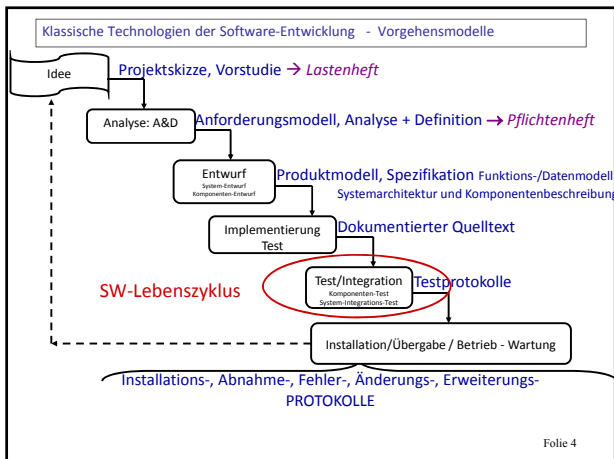 Klassische Technologien der Software-Entwicklung - Vorgehensmodelle
Idee
Projektskizze, Vorstudie → Lastenheft
Analyse: A&D
Anforderungsmodell, Analyse + Definition → Pflichtenheft
Entwurf
System-Entwurf
Komponenten-Entwurf
Produktmodell, Spezifikation Funktions-/Datenmodell
Systemarchitektur und Komponentenbeschreibung
Implementierung
Test
Dokumentierter Quelltext
SW-Lebenszyklus
Test/Integration
Komponenten-Test
System-Integrations-Test
Testprotokolle
Installation/Übergabe / Betrieb - Wartung
Installations-, Abnahme-, Fehler-, Änderungs-, Erweiterungs-
PROTOKOLLE
Folie 4